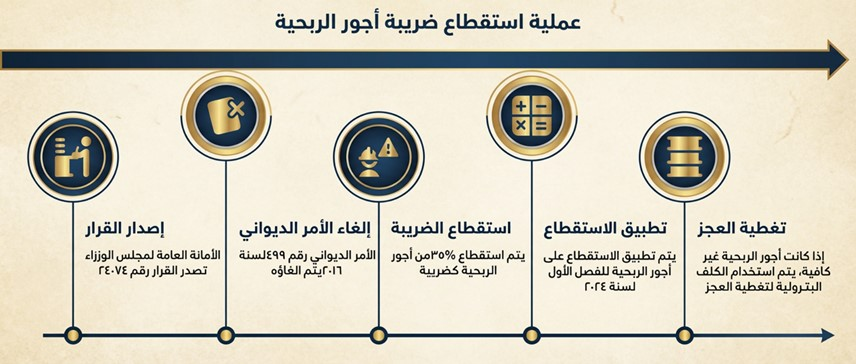 عملية استقطاع ضريبة أجور الربحية
إصدار القرار
الأمانة العامة لمجلس الوزراء
تصدر القرار رقم ٢٤٠٧٤
إلغاء الأمر الديواني
الأمر الديواني رقم ٤٩٩لسنة
٢٠١٦يتم الغاؤه
استقطاع الضريبة
يتم استقطاع ٣٥%من أجور
الربحية كضريبة
تطبيق الاستقطاع
يتم تطبيق الاستقطاع على
أجور الربحية للفصل الأول
لسنة ٢٠٢٤
تغطية العجز
إذا كانت أجور الربحية غير
كافية، يتم استخدام الكلف
البترولية لتغطية العجز